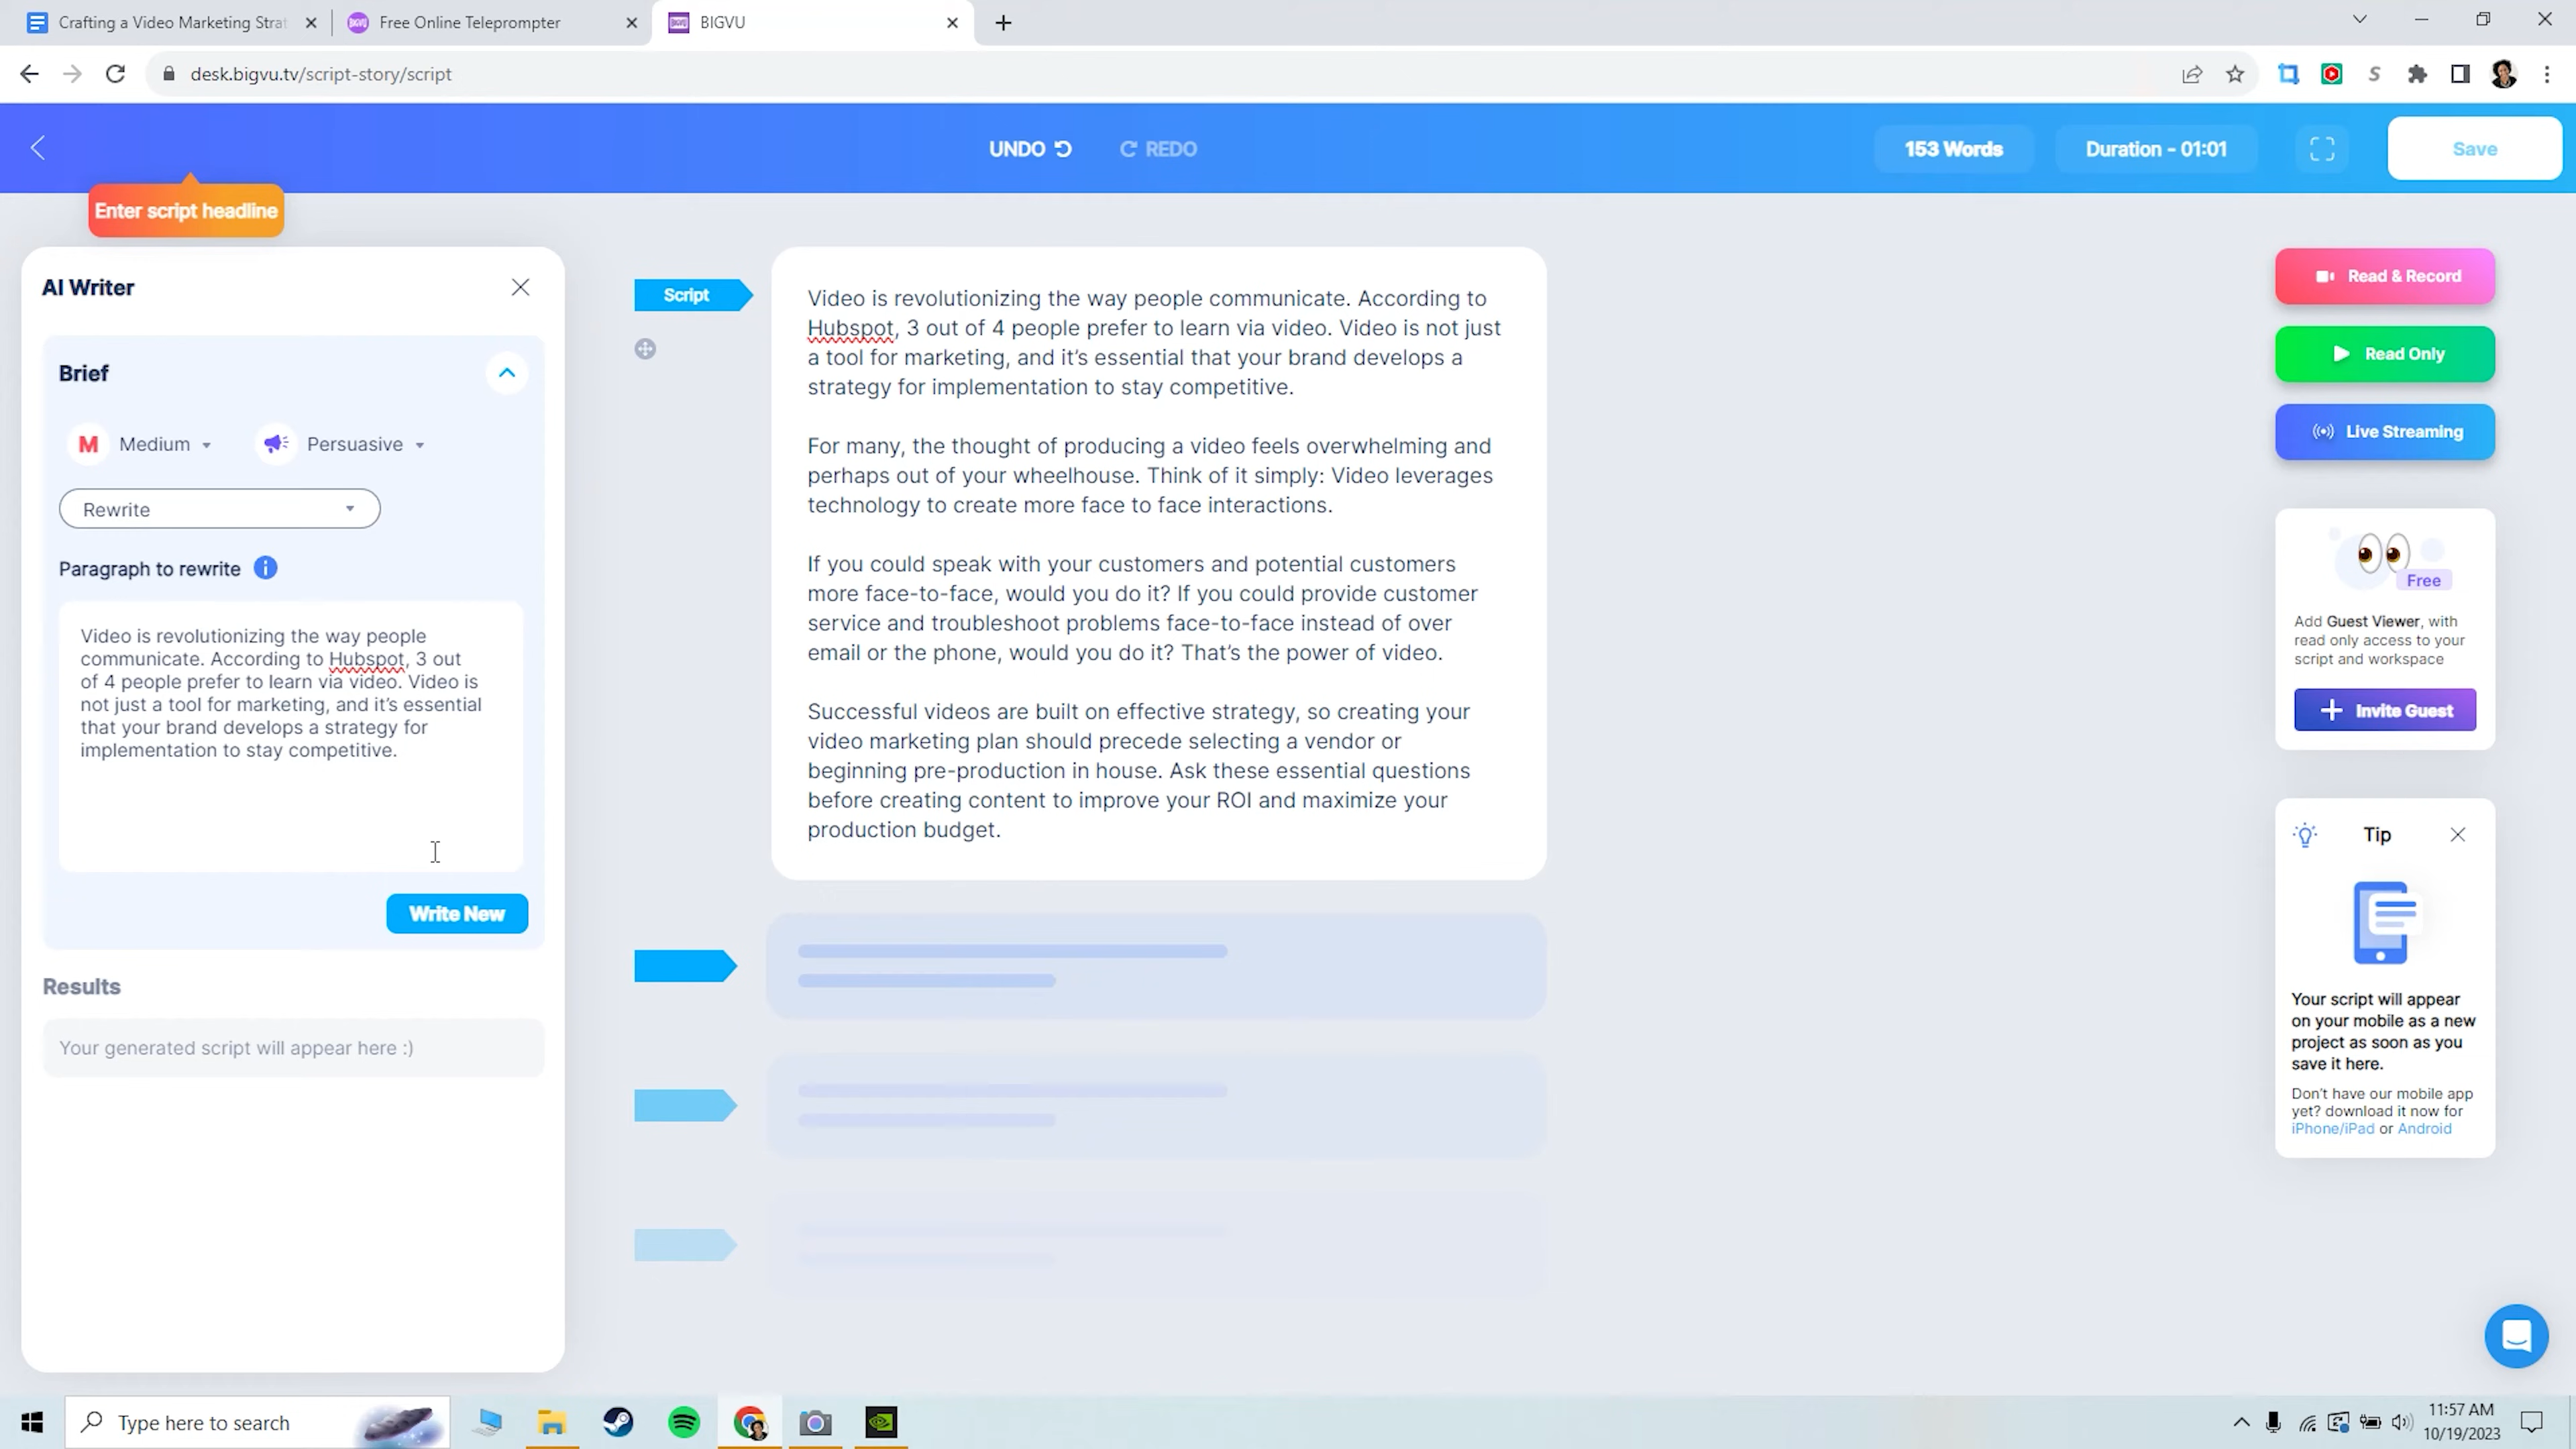 Crafting a Video Marketing Strat
Free Online Teleprompter
BIGVU
desk.bigvu.tv/script-story/script
UNDO
REDO
153 Words
Duration - 01:01
Save
Enter script headline
AI Writer
Brief
M Medium
Persuasive
Rewrite
Paragraph to rewrite
Video is revolutionizing the way people
communicate. According to Hubspot, 3 out
of 4 people prefer to learn via video. Video is
not just a tool for marketing, and it’s essential
that your brand develops a strategy for
implementation to stay competitive.
Write New
Results
Your generated script will appear here :)
Script
Video is revolutionizing the way people communicate. According to
Hubspot, 3 out of 4 people prefer to learn via video. Video is not just
a tool for marketing, and it’s essential that your brand develops a
strategy for implementation to stay competitive.
For many, the thought of producing a video feels overwhelming and
perhaps out of your wheelhouse. Think of it simply: Video leverages
technology to create more face to face interactions.
If you could speak with your customers and potential customers
more face-to-face, would you do it? If you could provide customer
service and troubleshoot problems face-to-face instead of over
email or the phone, would you do it? That’s the power of video.
Successful videos are built on effective strategy, so creating your
video marketing plan should precede selecting a vendor or
beginning pre-production in house. Ask these essential questions
before creating content to improve your ROI and maximize your
production budget.
Read & Record
Read Only
Live Streaming
Free
Add Guest Viewer, with
read only access to your
script and workspace
Invite Guest
Tip
Your script will appear
on your mobile as a new
project as soon as you
save it here.
Don’t have our mobile app
yet? download it now for
iPhone/iPad or Android
Type here to search
11:57 AM
10/19/2023